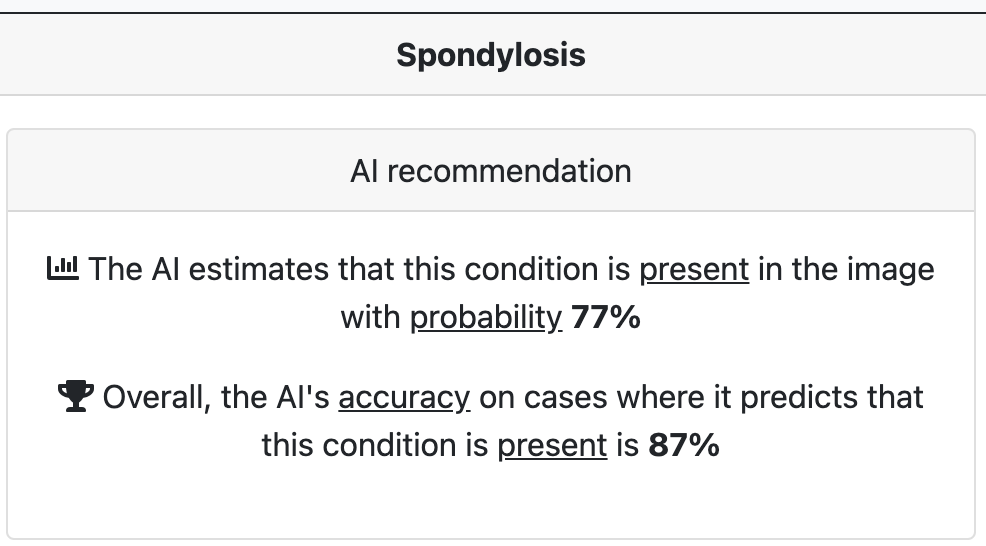 Spondylosis
AI recommendation
The AI estimates that this condition is present in the image
with probability 77%
Overall, the AI's accuracy on cases where it predicts that
this condition is present is 87%